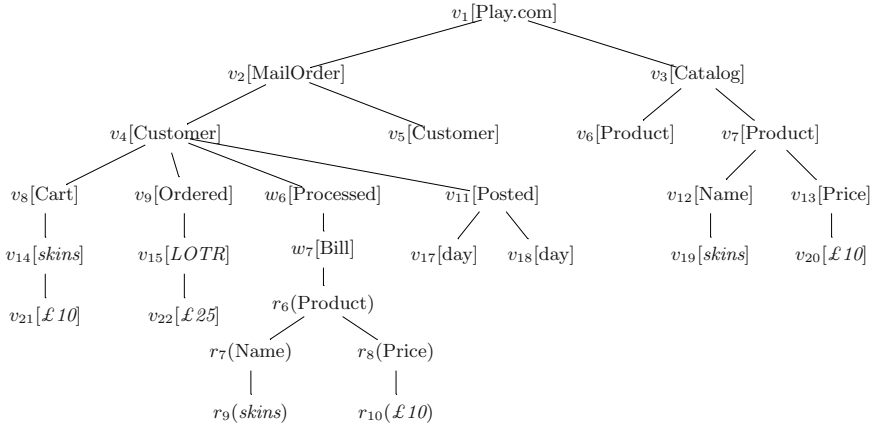 v1[Play.com]
v2[MailOrder] v3[Catalog]
v4[Customer] v5[Customer] v6[Product] v7[Product]
v8[Cart] v9[Ordered] w6[Processed] v11[Posted] v12[Name] v13[Price]
v14[skins] v15[LOTR] w7[Bill] v17[day] v18[day] v19[skins] v20[£10]
v21[£10] v22[£25] r6(Product)
r7(Name) r8(Price)
r9(skins) r10(£10)